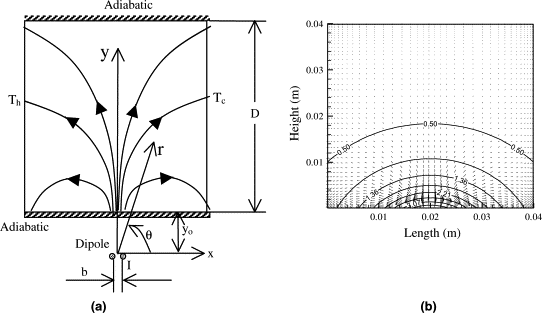 Adiabatic
y
T_h
T_c
D
r
Adiabatic
θ
y_o
Dipole
x
b
I
(a)
0.04
0.03
0.02
0.01
Height (m)
0.50
0.50
0.50
1.36
1.36
2.21
0.01
0.02
0.03
0.04
Length (m)
(b)